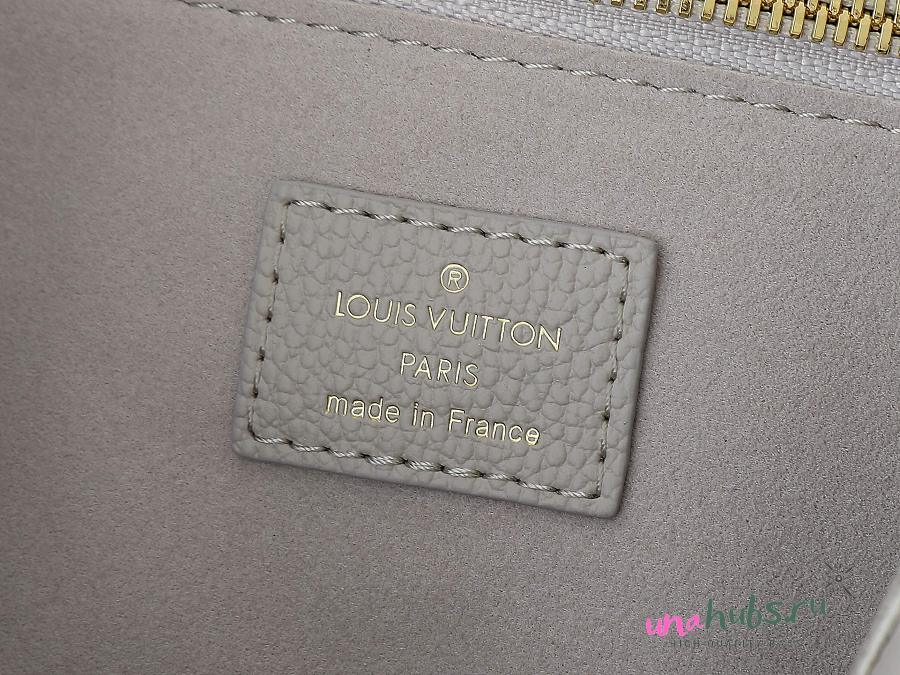 ®
LOUIS VUITTON
PARIS
made in France
unahubs.ru